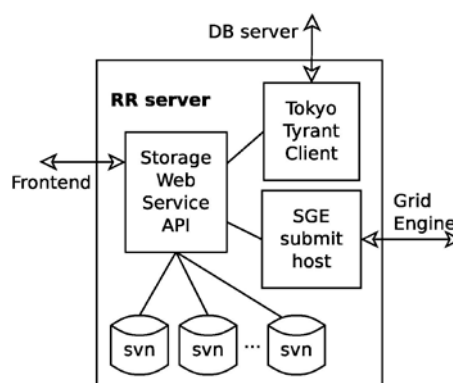 DB server
RR server
Tokyo
Tyrant
Client
Storage
Web
Service
API
Frontend
SGE
submit
host
Grid
Engine
svn
svn
...
svn